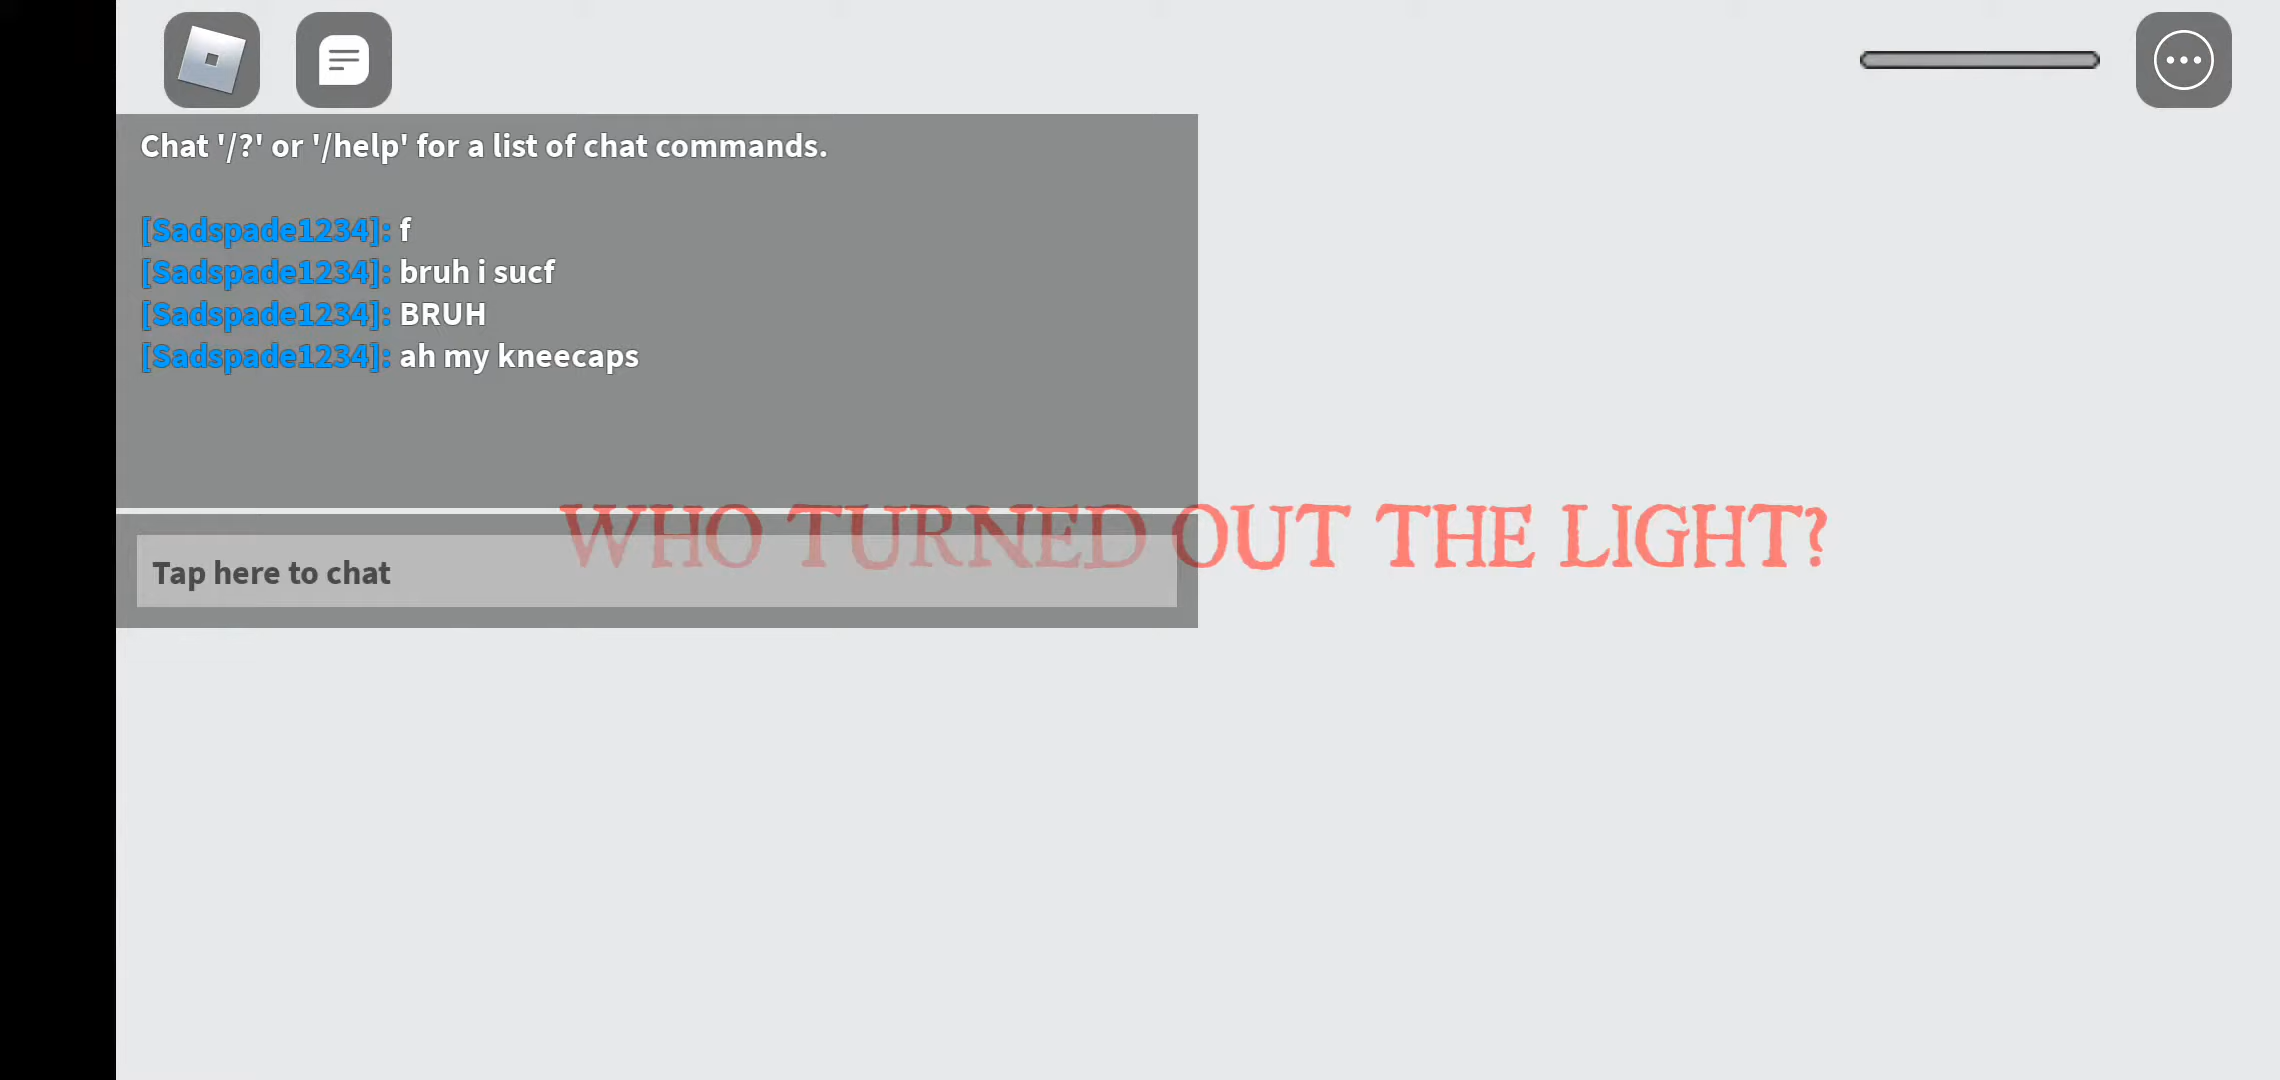 Chat '/?' or '/help' for a list of chat commands.
[Sadspade1234]: f
[Sadspade1234]: bruh i sucf
[Sadspade1234]: BRUH
[Sadspade1234]: ah my kneecaps
WHO TURNED OUT THE LIGHT?
Tap here to chat